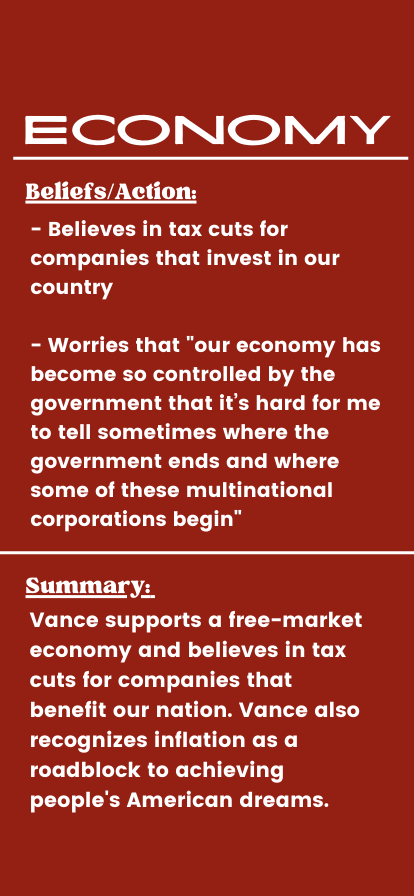 ECONOMY
Beliefs/Action:
- Believes in tax cuts for
companies that invest in our
country
- Worries that "our economy has
become so controlled by the
government that it's hard for me
to tell sometimes where the
government ends and where
some of these multinational
corporations begin"
Summary:
Vance supports a free-market
economy and believes in tax
cuts for companies that
benefit our nation. Vance also
recognizes inflation as a
roadblock to achieving
people's American dreams.